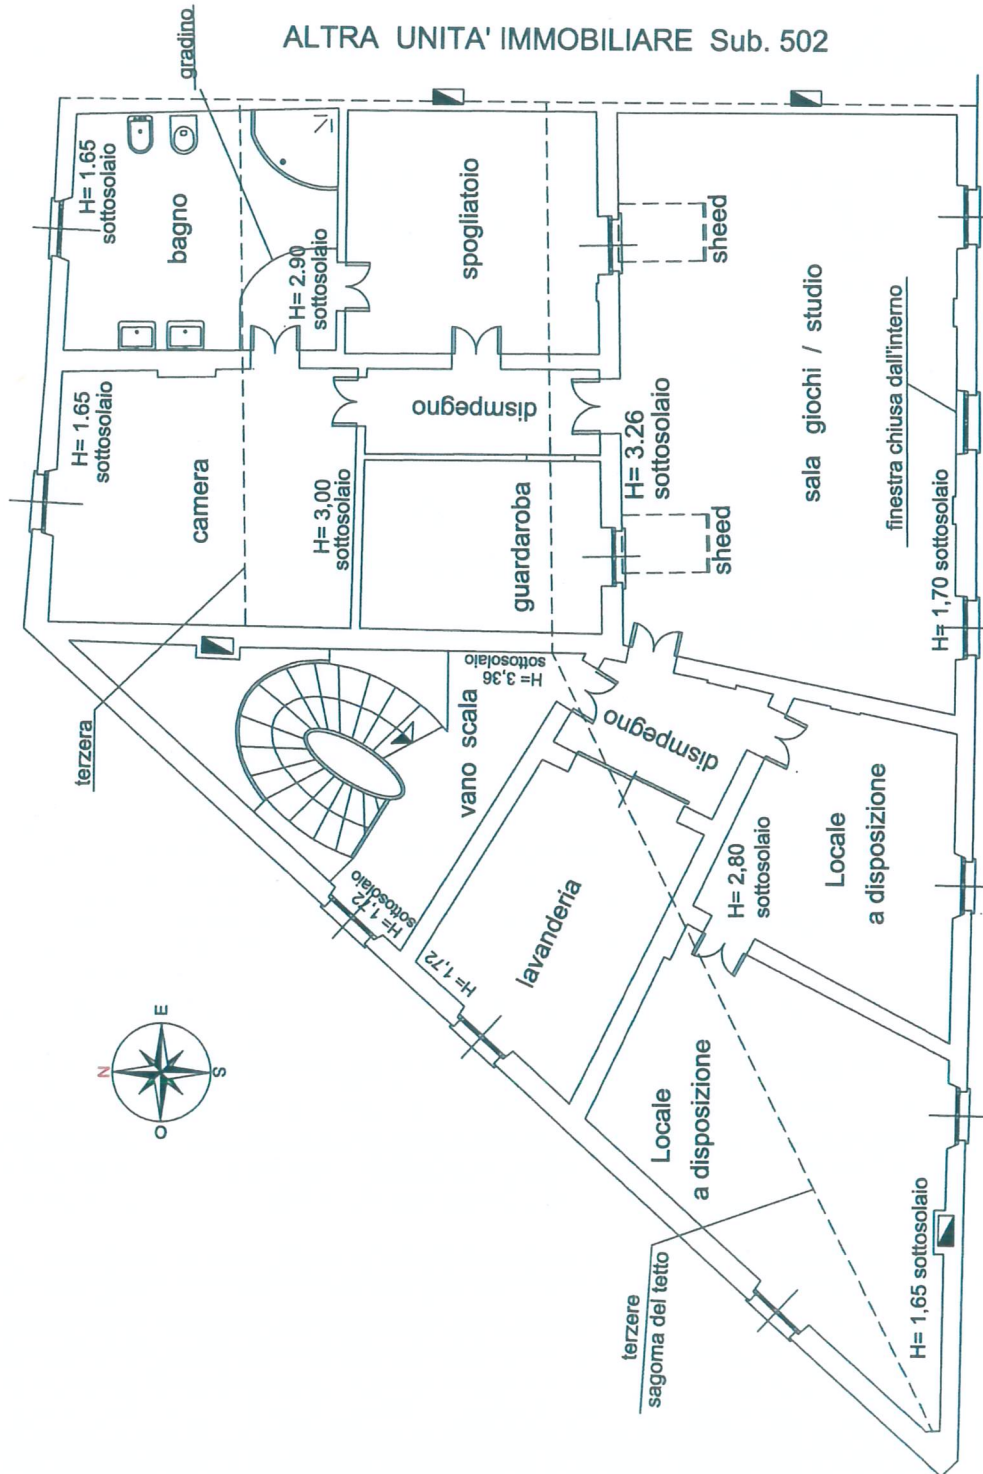 ALTRA UNITA' IMMOBILIARE Sub. 502
gradino
H= 1.65
sottosolaio
bagno
H= 2.90
sottosolaio
spogliatoio
sheed
H= 1.65
sottosolaio
camera
H= 3,00
sottosolaio
dismpegno
guardaroba
H= 3.26
sottosolaio
sheed
sala giochi / studio
finestra chiusa dall'interno
H= 1,70 sottosolaio
terzera
vano scala
H= 3,36
sottosolaio
dismpegno
H= 1,72
sottosolaio
H= 1,72
lavanderia
H= 2,80
sottosolaio
Locale
a disposizione
Locale
a disposizione
terzere
sagoma del tetto
H= 1,65 sottosolaio
N
E
S
O